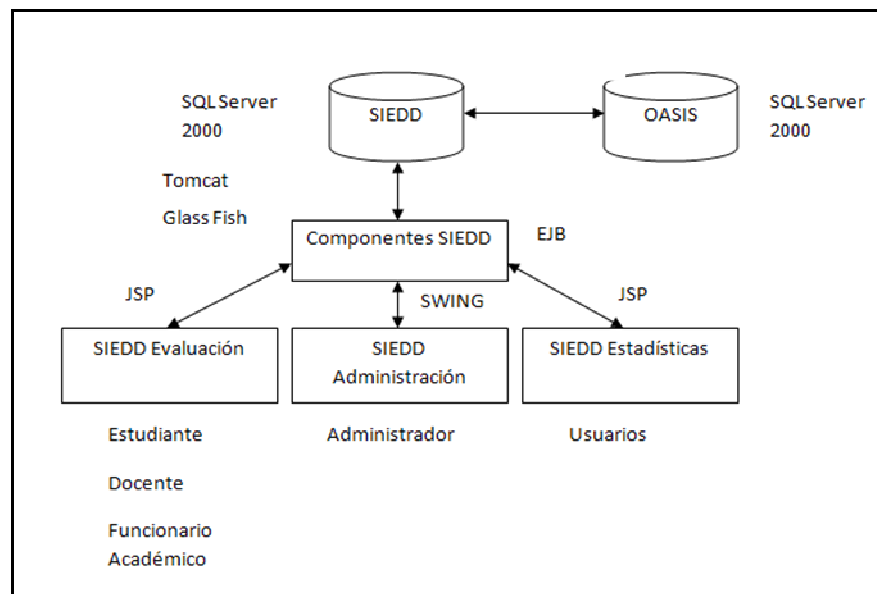 SQL Server
2000
SIEDD
OASIS
SQL Server
2000
Tomcat
Glass Fish
Componentes SIEDD
EJB
JSP
SWING
JSP
SIEDD Evaluación
SIEDD
Administración
SIEDD Estadísticas
Estudiante
Administrador
Usuarios
Docente
Funcionario
Académico